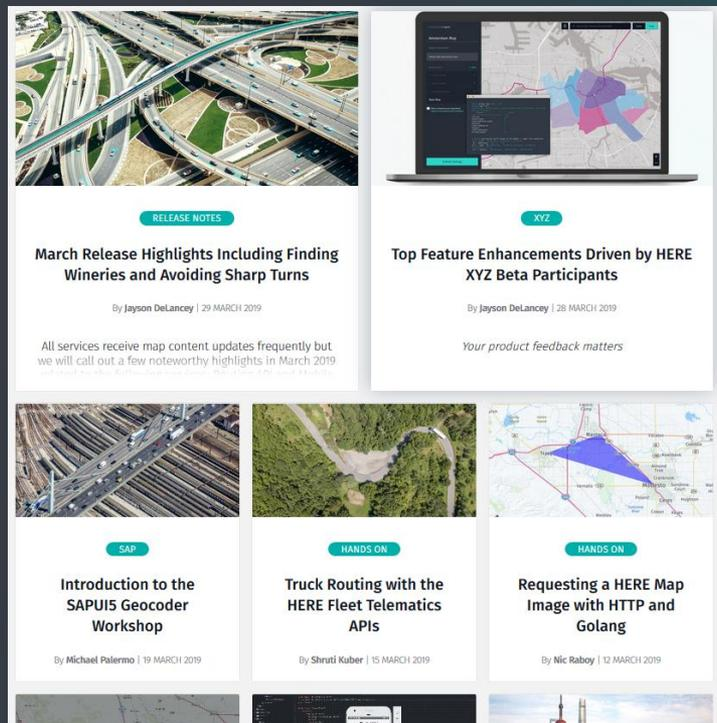 RELEASE NOTES
March Release Highlights Including Finding
Wineries and Avoiding Sharp Turns
By Jayson DeLancey | 29 MARCH 2019
All services receive map content updates frequently but
we will call out a few noteworthy highlights in March 2019
Amsterdam Map
XYZ
Top Feature Enhancements Driven by HERE
XYZ Beta Participants
By Jayson DeLancey | 28 MARCH 2019
Your product feedback matters
SAP
Introduction to the
SAPUI5 Geocoder
Workshop
By Michael Palermo | 19 MARCH 2019
HANDS ON
Truck Routing with the
HERE Fleet Telematics
APIs
By Shruti Kuber | 15 MARCH 2019
Modesto
HANDS ON
Requesting a HERE Map
Image with HTTP and
Golang
By Nic Raboy | 12 MARCH 2019